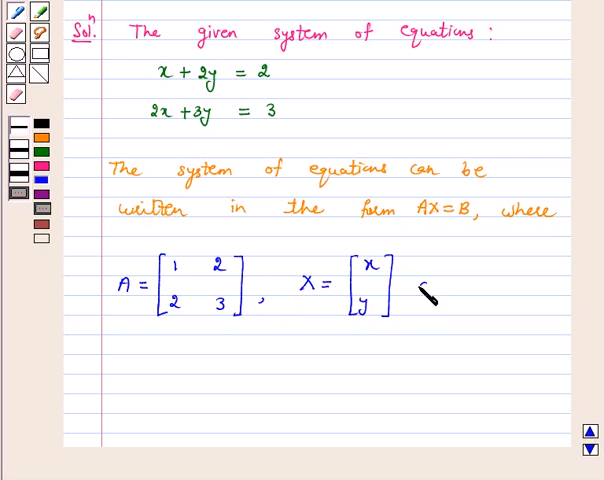 Solⁿ. The given system of equations :
x + 2y = 2
2x + 3y = 3
The system of equations can be
written in the form AX = B, where
A = [1 2
2 3], X = [x
y]